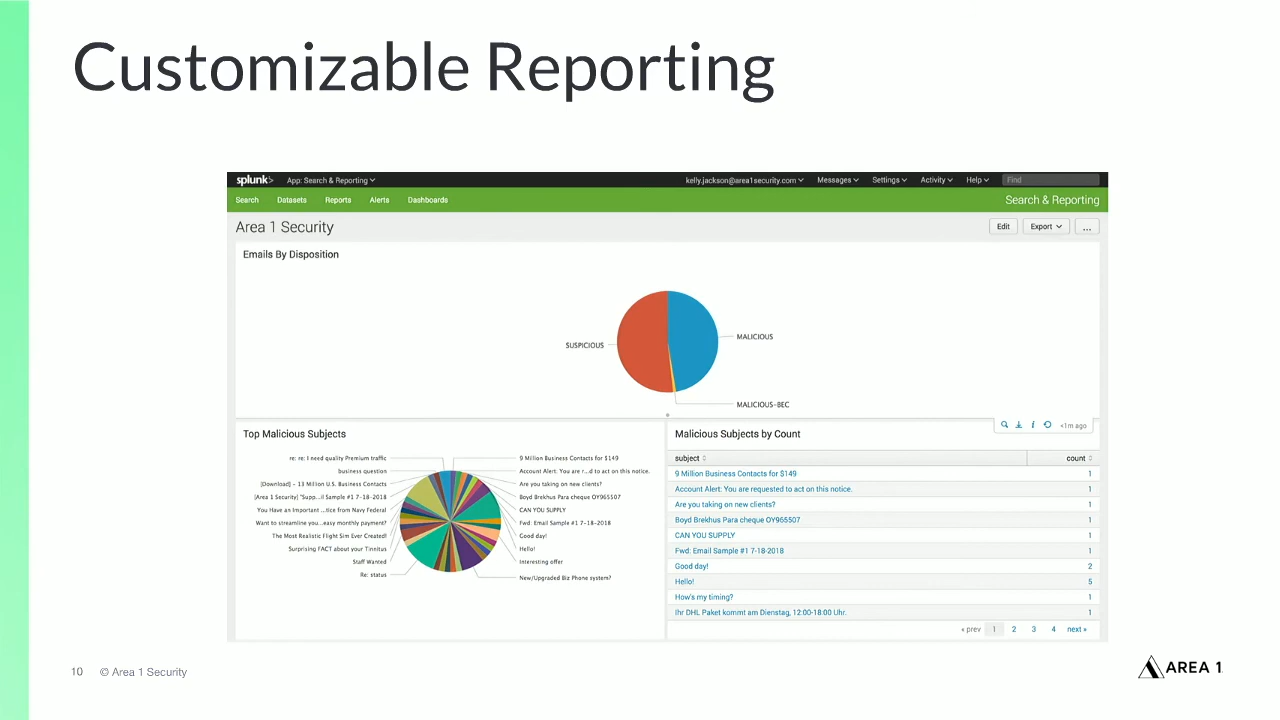 Customizable Reporting
splunk> App: Search & Reporting kelly.jackson@area1security.com Messages Settings Activity Help Find
Search Datasets Reports Alerts Dashboards Search & Reporting
Area 1 Security Edit Export ...
Emails By Disposition
MALICIOUS
SUSPICIOUS
MALICIOUS-BEC
<1m ago
Top Malicious Subjects
re: re: I need quality Premium traffic
business question
[Download] - 13 Million U.S. Business Contacts
[Area 1 Security] "Supp...il Sample #1 7-18-2018
You Have an Important ...tice from Navy Federal
Want to streamline you...easy monthly payment?
The Most Realistic Flight Sim Ever Created!
Surprising FACT about your Tinnitus
Staff Wanted
Re: status
9 Million Business Contacts for $149
Account Alert: You are r...d to act on this notice.
Are you taking on new clients?
Boyd Brekhus Para cheque OY965507
CAN YOU SUPPLY
Fwd: Email Sample #1 7-18-2018
Good day!
Hello!
Interesting offer
New/Upgraded Biz Phone system?
Malicious Subjects by Count
subject count
9 Million Business Contacts for $149 1
Account Alert: You are requested to act on this notice. 1
Are you taking on new clients? 1
Boyd Brekhus Para cheque OY965507 1
CAN YOU SUPPLY 1
Fwd: Email Sample #1 7-18-2018 1
Good day! 2
Hello! 5
How's my timing? 1
Ihr DHL Paket kommt am Dienstag, 12:00-18:00 Uhr. 1
« prev 1 2 3 4 next »
10 © Area 1 Security
AREA 1